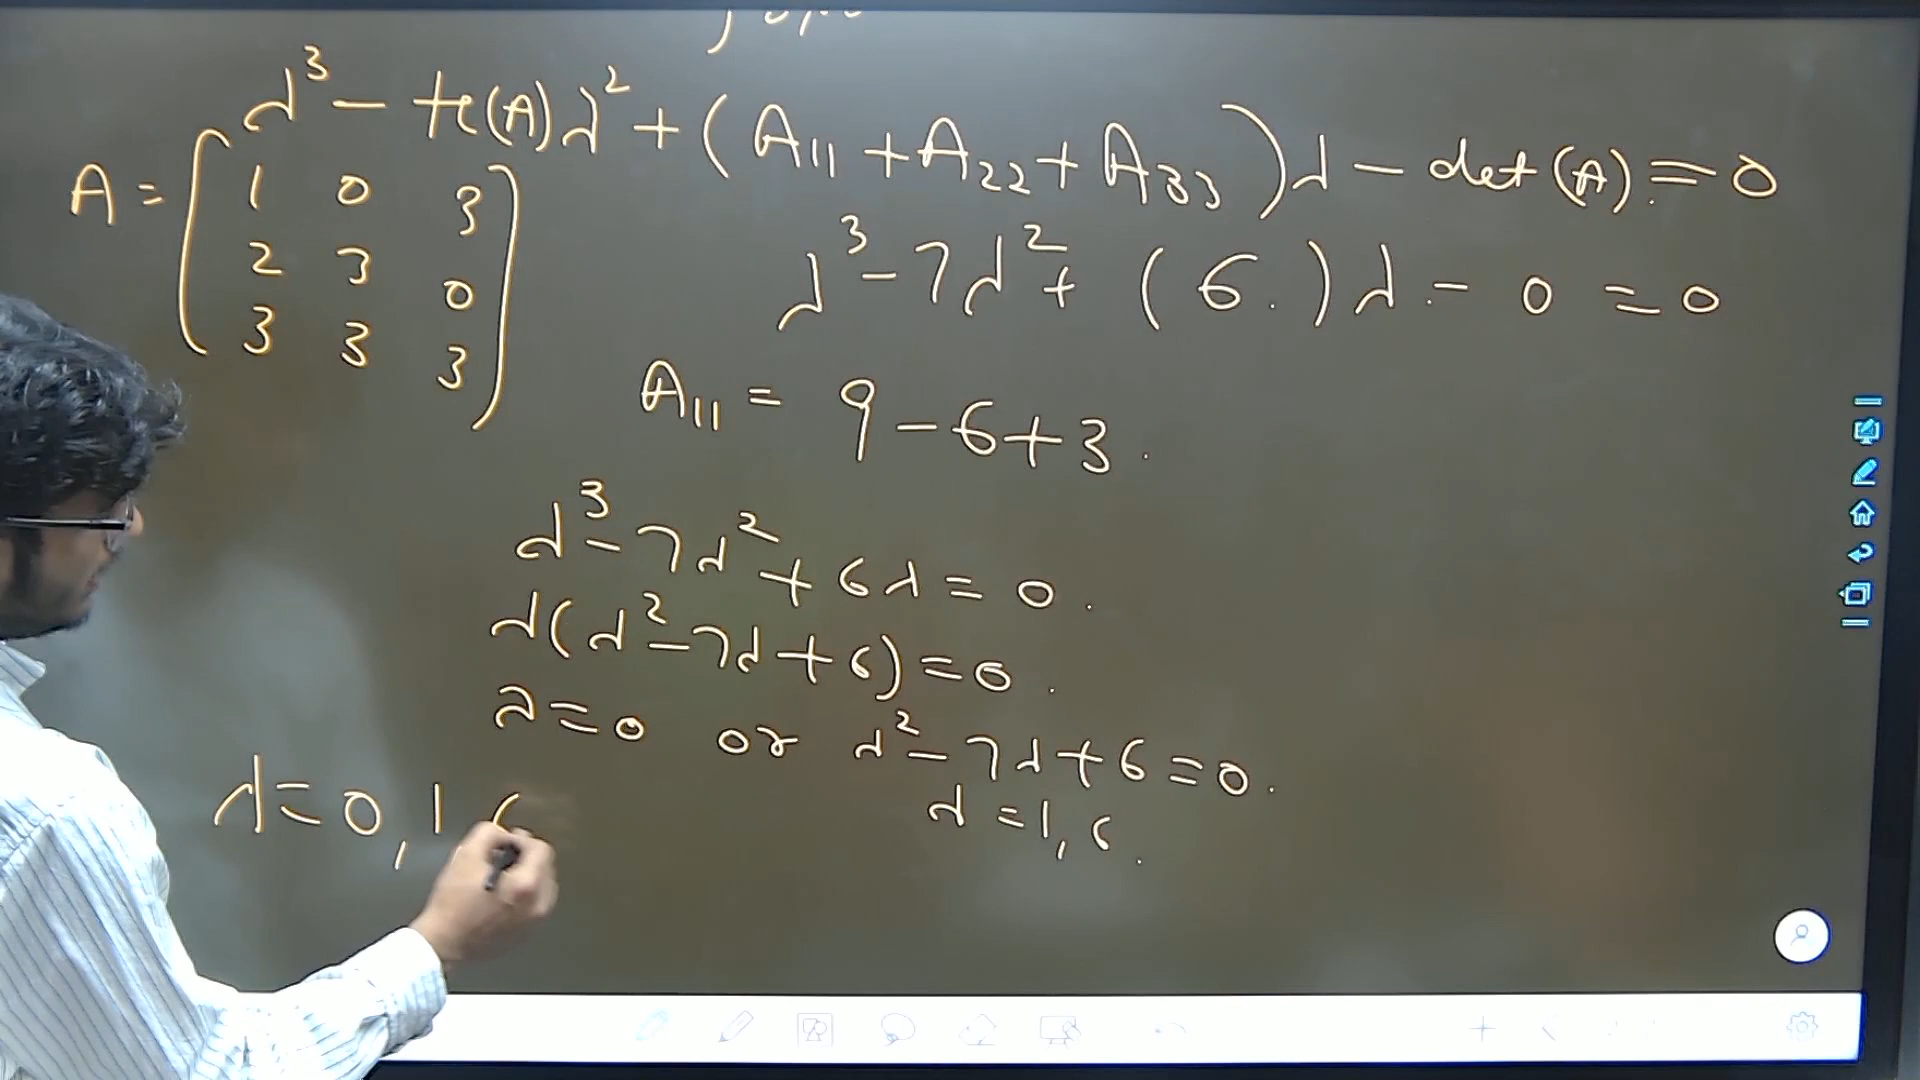 λ³ - tr(A)λ² + (A₁₁ + A₂₂ + A₃₃)λ - det(A) = 0
A =
1 0 3
2 3 0
3 3 3
λ³ - 7λ² + (6.)λ - 0 = 0
A₁₁ = 9 - 6 + 3.
λ³ - 7λ² + 6λ = 0.
λ(λ² - 7λ + 6) = 0.
λ = 0 or λ² - 7λ + 6 = 0.
λ = 1, 6.
λ = 0, 1 6